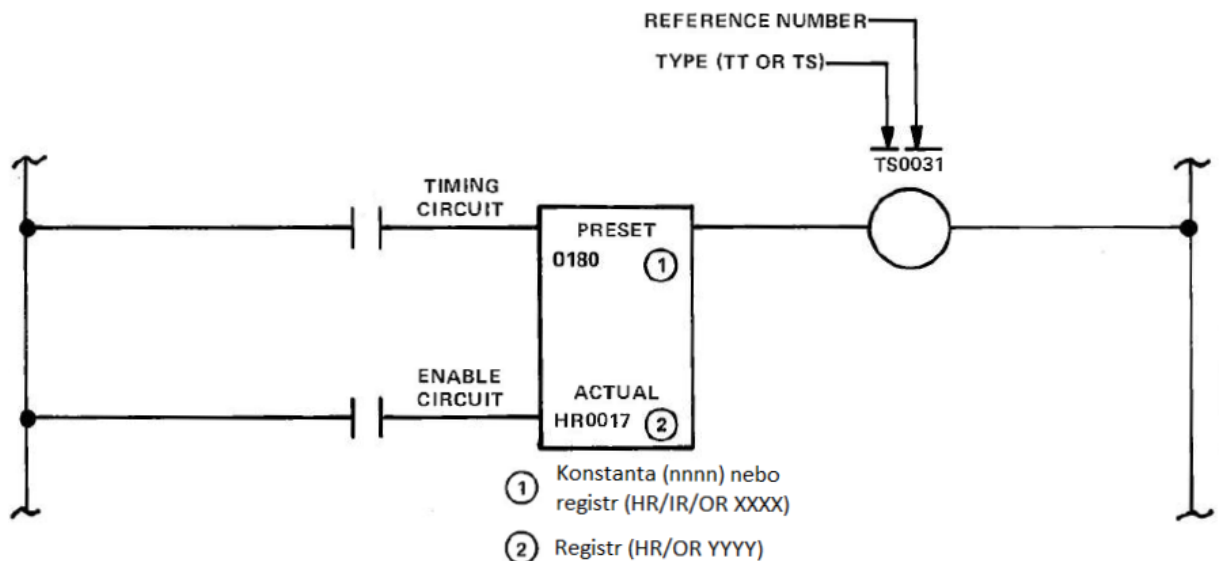 REFERENCE NUMBER
TYPE (TT OR TS)
TS0031
TIMING
CIRCUIT
PRESET
0180 1
ENABLE
CIRCUIT
ACTUAL
HR0017 2
1 Konstanta (nnnn) nebo
registr (HR/IR/OR XXXX)
2 Registr (HR/OR YYYY)